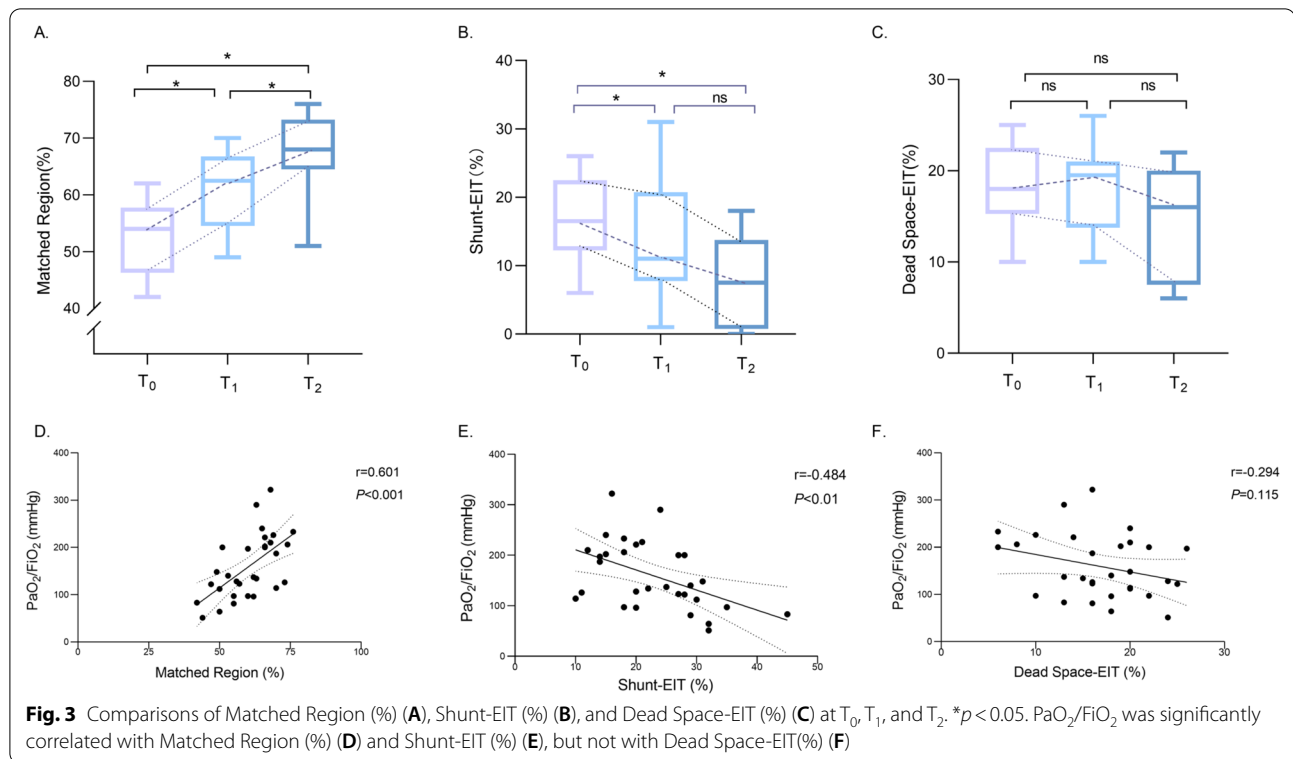 A.
B.
C.
Matched Region(%)
80
70
60
50
40
*
*
*
T0
T1
T2
Shunt-EIT (%)
40
30
20
10
0
*
*
ns
T0
T1
T2
Dead Space-EIT(%)
30
20
10
0
ns
ns
ns
T0
T1
T2
D.
PaO2/FiO2 (mmHg)
400
300
200
100
0
r=0.601
P<0.001
0
25
50
75
100
Matched Region (%)
E.
PaO2/FiO2 (mmHg)
400
300
200
100
0
r=-0.484
P<0.01
0
10
20
30
40
50
Shunt-EIT (%)
F.
PaO2/FiO2 (mmHg)
400
300
200
100
0
r=-0.294
P=0.115
0
10
20
30
Dead Space-EIT (%)
Fig. 3 Comparisons of Matched Region (%) (A), Shunt-EIT (%) (B), and Dead Space-EIT (%) (C) at T0, T1, and T2. *p < 0.05. PaO2/FiO2 was significantly
correlated with Matched Region (%) (D) and Shunt-EIT (%) (E), but not with Dead Space-EIT(%) (F)